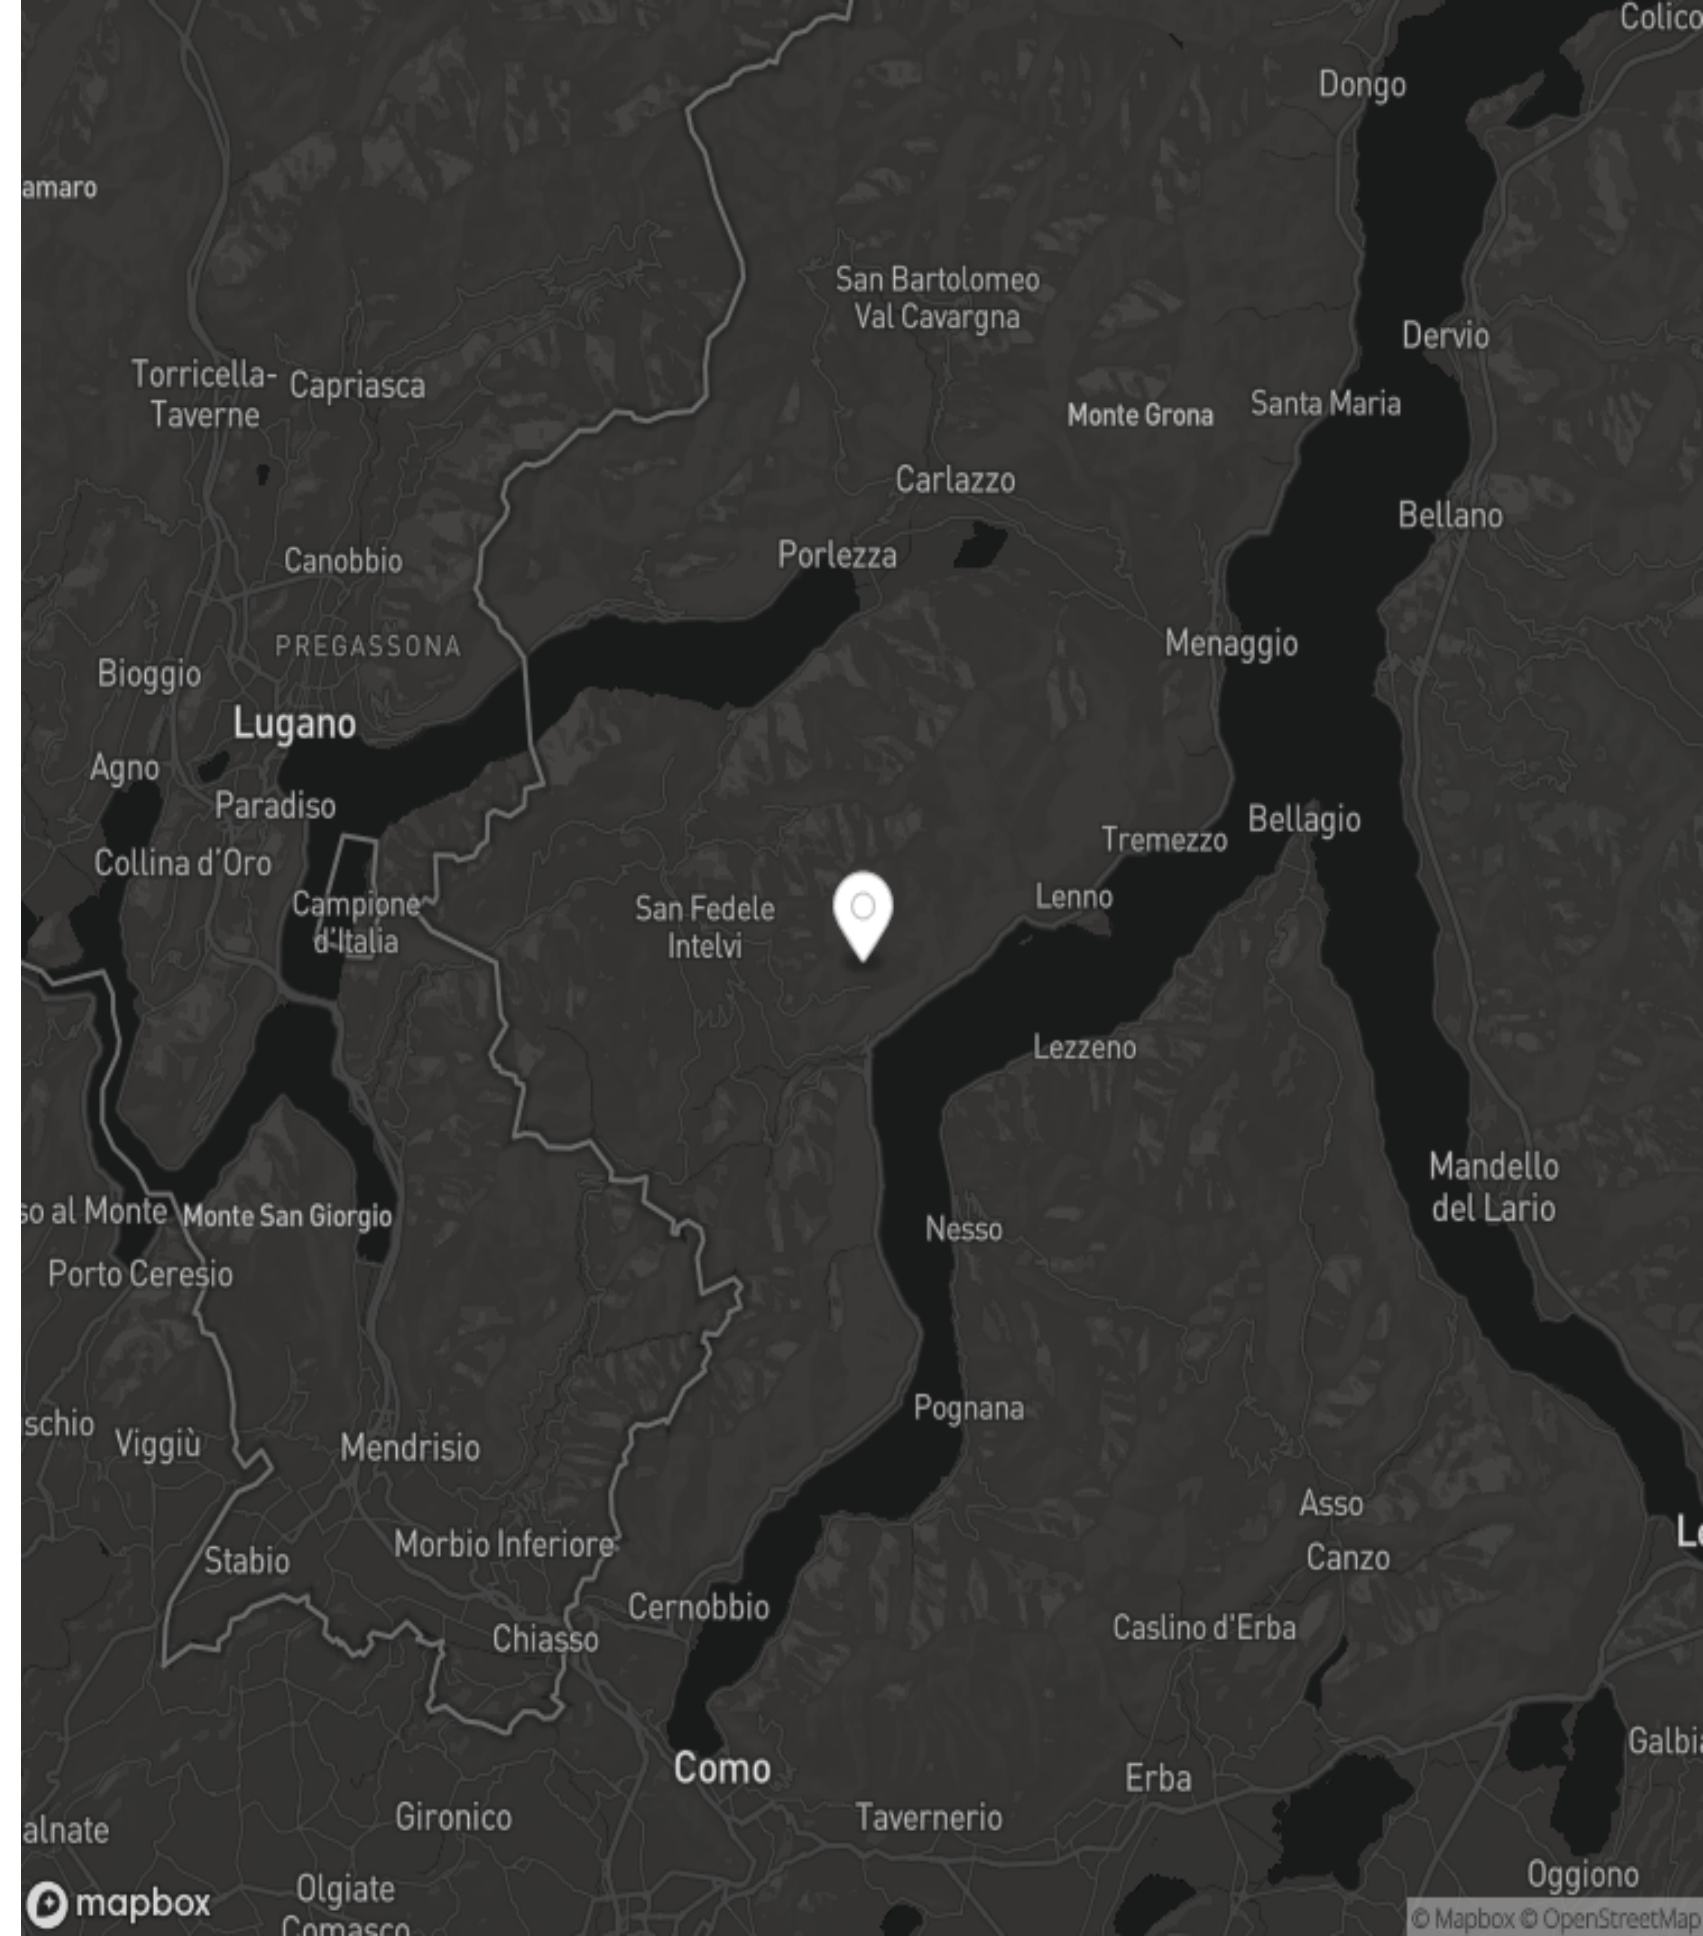 Colico
Dongo
amaro
San Bartolomeo
Val Cavargna
Dervio
Torricella-
Taverne
Capriasca
Santa Maria
Monte Grona
Carlazzo
Bellano
Porlezza
Canobbio
PREGASSONA
Menaggio
Bioggio
Lugano
Agno
Paradiso
Bellagio
Tremezzo
Collina d'Oro
Lenno
Campione
d'Italia
San Fedele
Intelvi
Lezzeno
Mandello
del Lario
so al Monte
Monte San Giorgio
Nesso
Porto Ceresio
Pognana
schio
Viggiù
Mendrisio
Asso
Le
Morbio Inferiore
Canzo
Stabio
Cernobbio
Caslino d'Erba
Chiasso
Galbia
Como
Erba
Gironico
Tavernerio
alnate
Oggiono
Olgiate
Comasco
mapbox
© Mapbox © OpenStreetMap